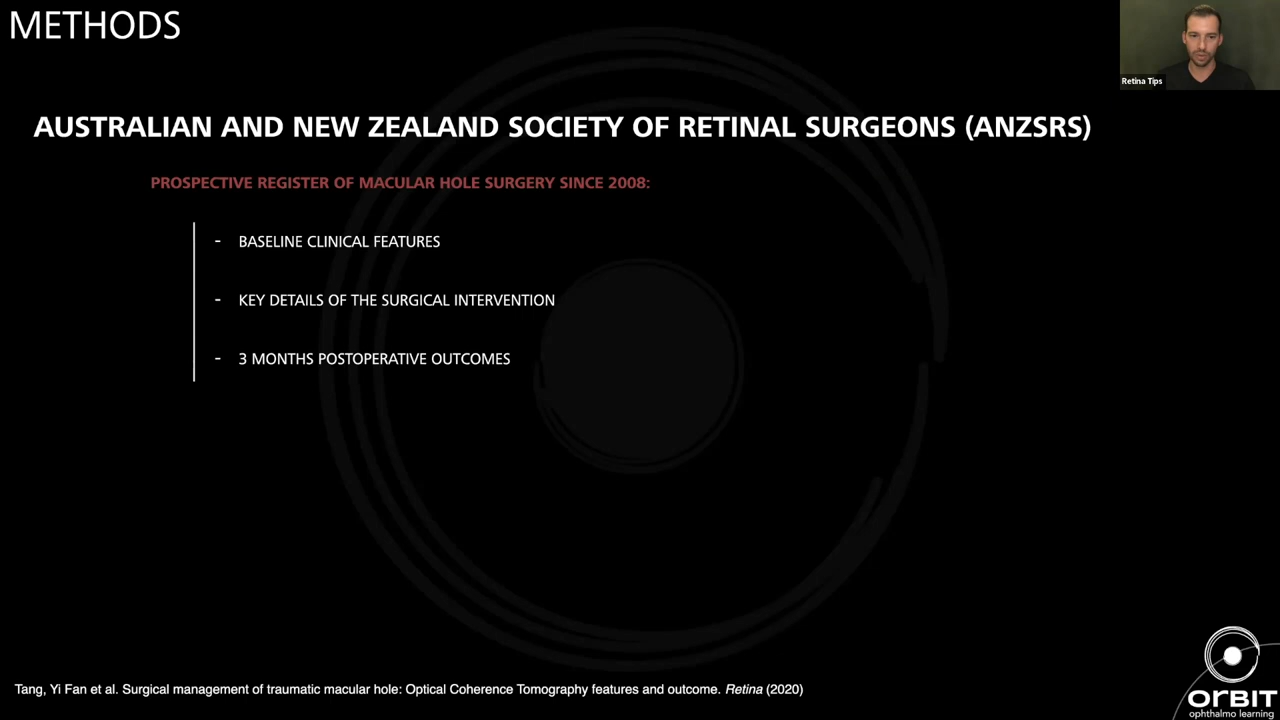 METHODS
Retina Tips
AUSTRALIAN AND NEW ZEALAND SOCIETY OF RETINAL SURGEONS (ANZSRS)
PROSPECTIVE REGISTER OF MACULAR HOLE SURGERY SINCE 2008:
- BASELINE CLINICAL FEATURES
- KEY DETAILS OF THE SURGICAL INTERVENTION
- 3 MONTHS POSTOPERATIVE OUTCOMES
Tang, Yi Fan et al. Surgical management of traumatic macular hole: Optical Coherence Tomography features and outcome. Retina (2020)
ORBIT
ophthalmo learning